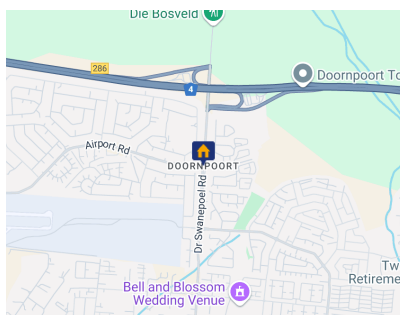 Die Bosveld
286
4
Doornpoort To
Airport Rd
DOORNPOORT
Dr Swanepoel Rd
Tw
Retireme
Bell and Blossom
Wedding Venue